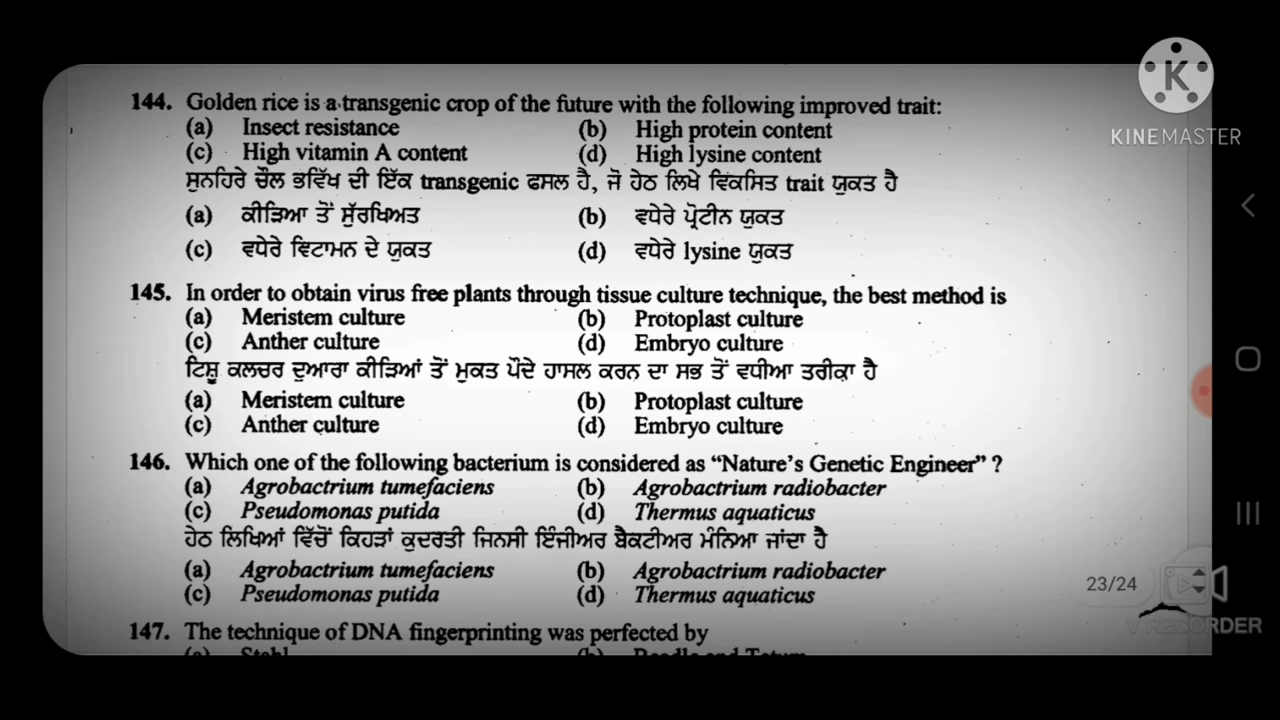 144. Golden rice is a transgenic crop of the future with the following improved trait:
(a) Insect resistance (b) High protein content
(c) High vitamin A content (d) High lysine content
ਸੁਨਹਿਰੇ ਚੌਲ ਭਵਿੱਖ ਦੀ ਇੱਕ transgenic ਫਸਲ ਹੈ, ਜੋ ਹੇਠ ਲਿਖੇ ਵਿਕਸਿਤ trait ਯੁਕਤ ਹੈ
(a) ਕੀੜਿਆ ਤੋਂ ਸੁੱਰਖਿਅਤ (b) ਵਧੇਰੇ ਪ੍ਰੋਟੀਨ ਯੁਕਤ
(c) ਵਧੇਰੇ ਵਿਟਾਮਨ ਦੇ ਯੁਕਤ (d) ਵਧੇਰੇ lysine ਯੁਕਤ
145. In order to obtain virus free plants through tissue culture technique, the best method is
(a) Meristem culture (b) Protoplast culture
(c) Anther culture (d) Embryo culture
ਟਿਸ਼ੂ ਕਲਚਰ ਦੁਆਰਾ ਕੀੜਿਆਂ ਤੋਂ ਮੁਕਤ ਪੌਦੇ ਹਾਸਲ ਕਰਨ ਦਾ ਸਭ ਤੋਂ ਵਧੀਆ ਤਰੀਕਾ ਹੈ
(a) Meristem culture (b) Protoplast culture
(c) Anther culture (d) Embryo culture
146. Which one of the following bacterium is considered as “Nature’s Genetic Engineer” ?
(a) Agrobactrium tumefaciens (b) Agrobactrium radiobacter
(c) Pseudomonas putida (d) Thermus aquaticus
ਹੇਠ ਲਿਖਿਆਂ ਵਿੱਚੋਂ ਕਿਹੜਾਂ ਕੁਦਰਤੀ ਜਿਨਸੀ ਇੰਜੀਅਰ ਬੈਕਟੀਅਰ ਮੰਨਿਆ ਜਾਂਦਾ ਹੈ
(a) Agrobactrium tumefaciens (b) Agrobactrium radiobacter
(c) Pseudomonas putida (d) Thermus aquaticus
147. The technique of DNA fingerprinting was perfected by
(a) Stahl (b) Beadle and Tatum
K
KINEMASTER
23/24
V RECORDER